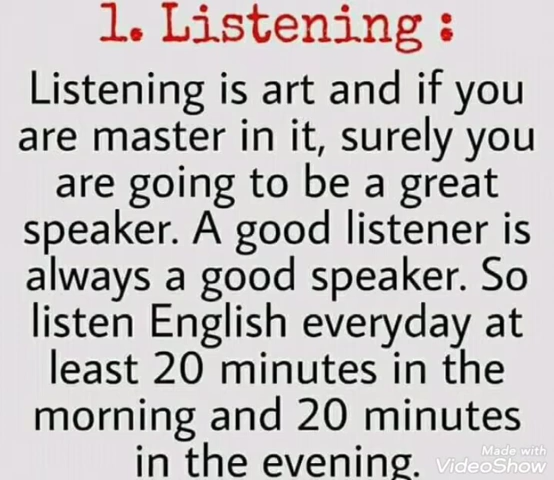 1. Listening :
Listening is art and if you
are master in it, surely you
are going to be a great
speaker. A good listener is
always a good speaker. So
listen English everyday at
least 20 minutes in the
morning and 20 minutes
in the evening.
Made with
VideoShow